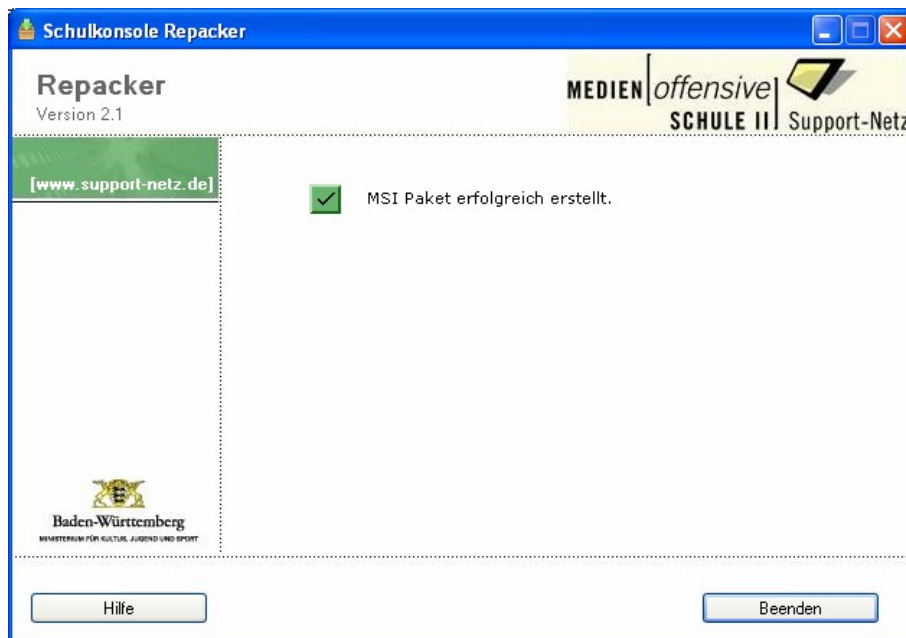 Schulkonsole Repacker
Repacker
Version 2.1
MEDIEN offensive
SCHULE II Support-Netz
[www.support-netz.de]
MSI Paket erfolgreich erstellt.
Baden-Württemberg
MINISTERIUM FÜR KULTUS, JUGEND UND SPORT
Hilfe
Beenden